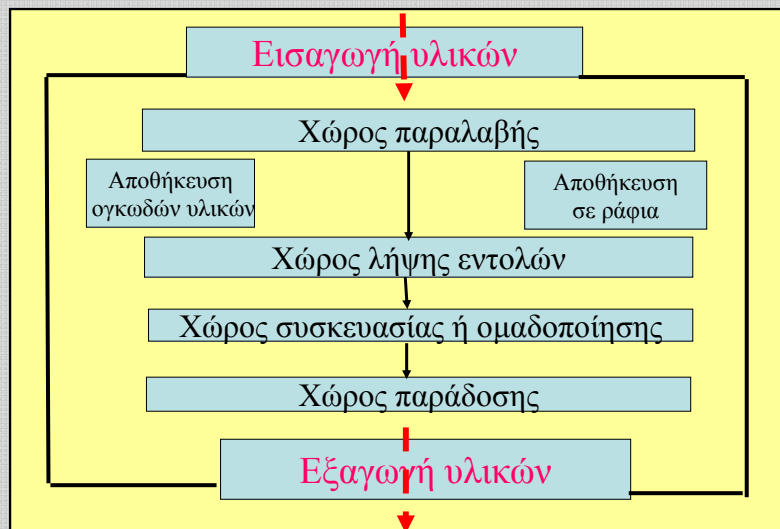 Εισαγωγή υλικών
Χώρος παραλαβής
Αποθήκευση
ογκωδών υλικών
Αποθήκευση
σε ράφια
Χώρος λήψης εντολών
Χώρος συσκευασίας ή ομαδοποίησης
Χώρος παράδοσης
Εξαγωγή υλικών